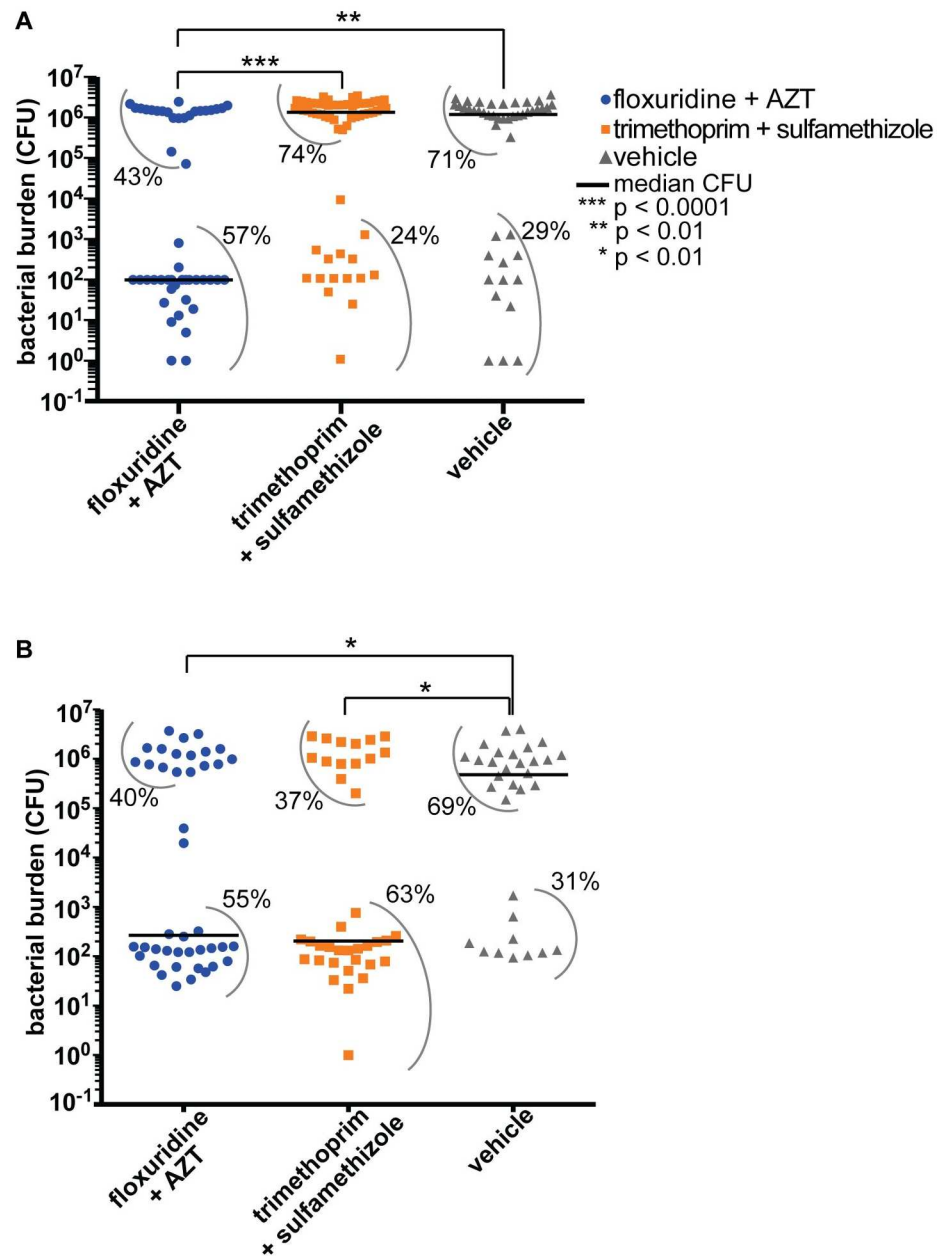 A
**
***
bacterial burden (CFU)
10^7
10^6
10^5
10^4
10^3
10^2
10^1
10^0
10^-1
43%
57%
74%
24%
71%
29%
floxuridine
+ AZT
trimethoprim
+ sulfamethizole
vehicle
floxuridine + AZT
trimethoprim + sulfamethizole
vehicle
median CFU
*** p < 0.0001
** p < 0.01
* p < 0.01
B
*
*
bacterial burden (CFU)
10^7
10^6
10^5
10^4
10^3
10^2
10^1
10^0
10^-1
40%
55%
37%
63%
69%
31%
floxuridine
+ AZT
trimethoprim
+ sulfamethizole
vehicle